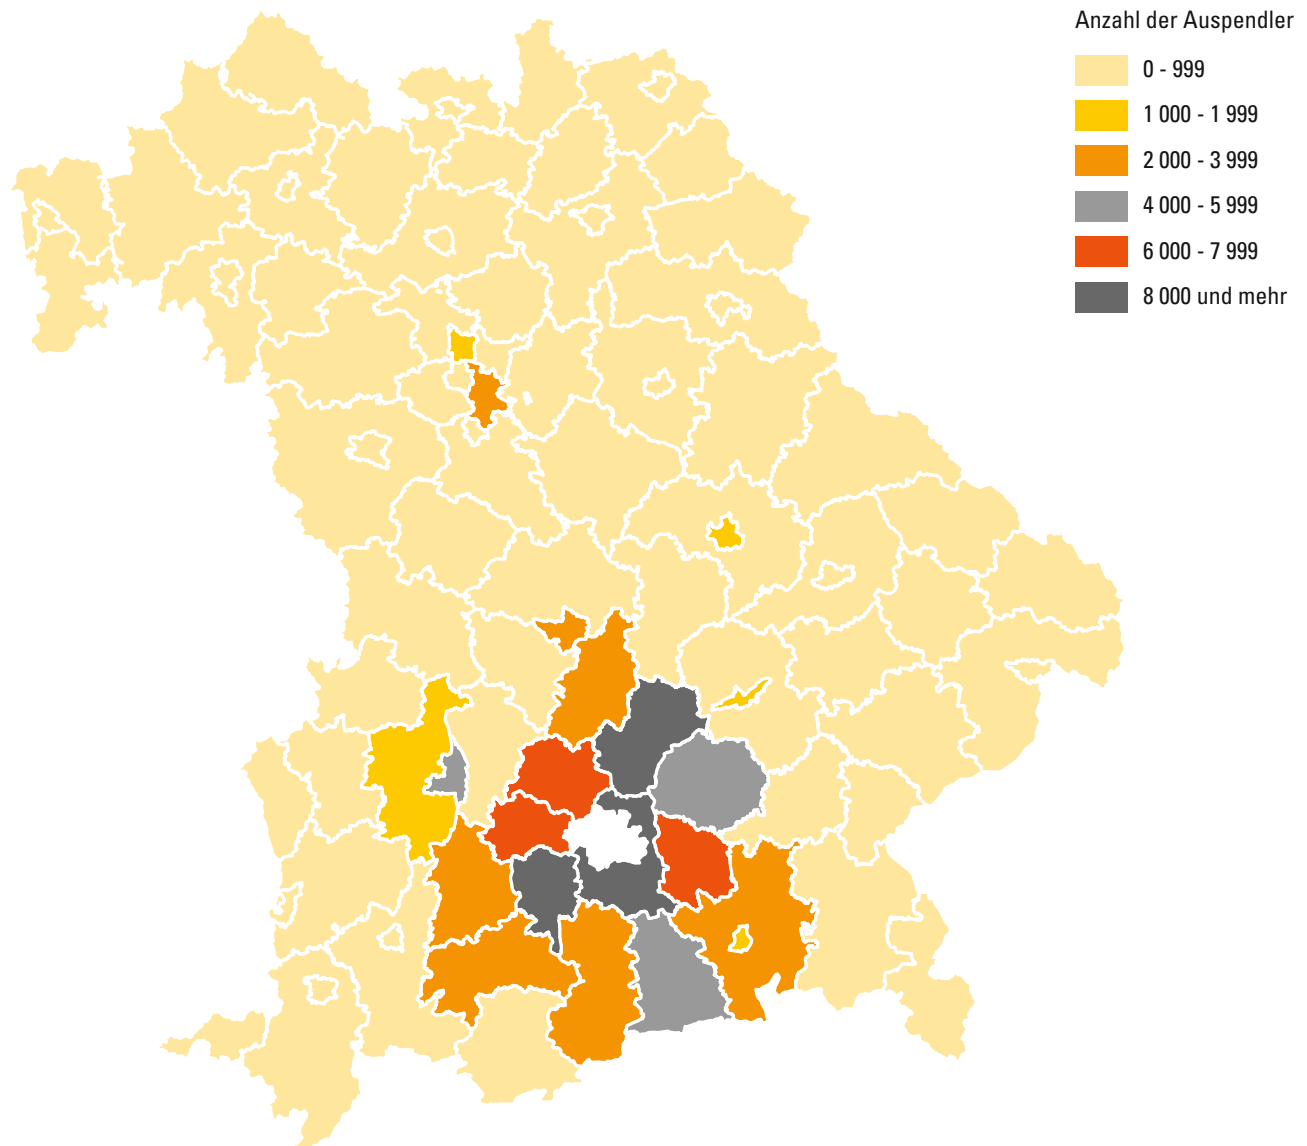 Anzahl der Auspendler
0 - 999
1 000 - 1 999
2 000 - 3 999
4 000 - 5 999
6 000 - 7 999
8 000 und mehr